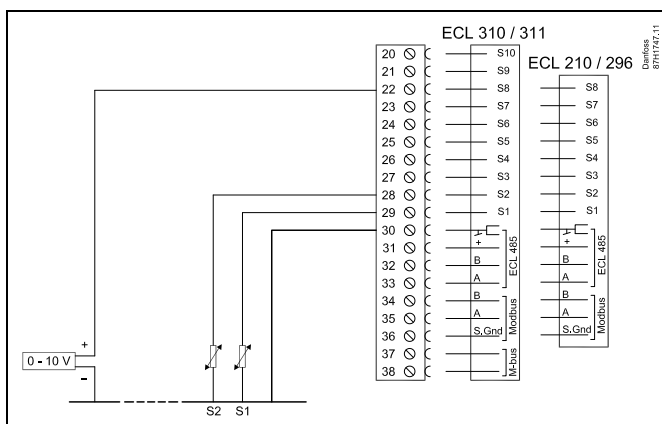 ECL 310 / 311
ECL 210 / 296
Danfoss
87H1747.11
20 S10
21 S9
22 S8 S8
23 S7 S7
24 S6 S6
25 S5 S5
26 S4 S4
27 S3 S3
28 S2 S2
29 S1 S1
30
31 + +
32 B B
33 A A
ECL 485 ECL 485
34 B B
35 A A
36 S.Gnd S.Gnd
Modbus Modbus
37
38
M-bus
+
0 - 10 V
–
S2 S1